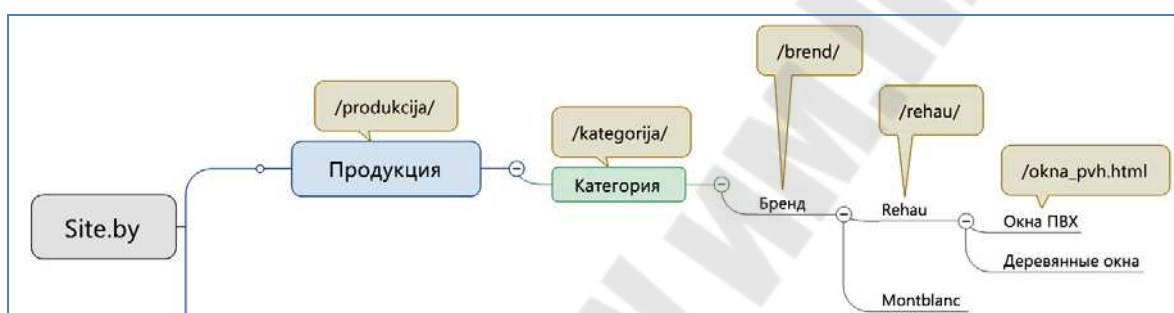 /brend/
/produkcija/
/kategorija/
/rehau/
/okna_pvh.html
Продукция
Категория
Бренд
Rehau
Окна ПВХ
Site.by
Деревянные окна
Montblanc